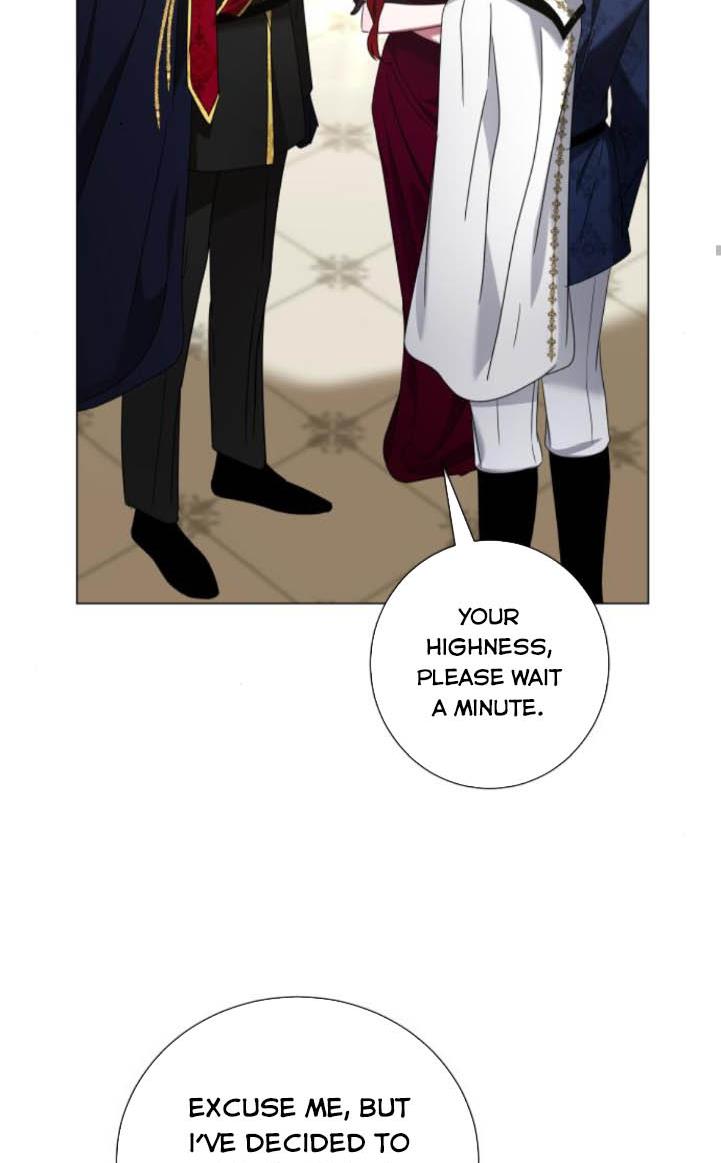 YOUR
HIGHNESS,
PLEASE WAIT
A MINUTE.
EXCUSE ME, BUT
I'VE DECIDED TO